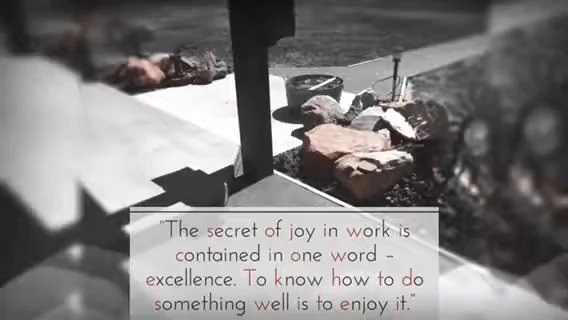 "The secret of joy in work is
contained in one word –
excellence. To know how to do
something well is to enjoy it."